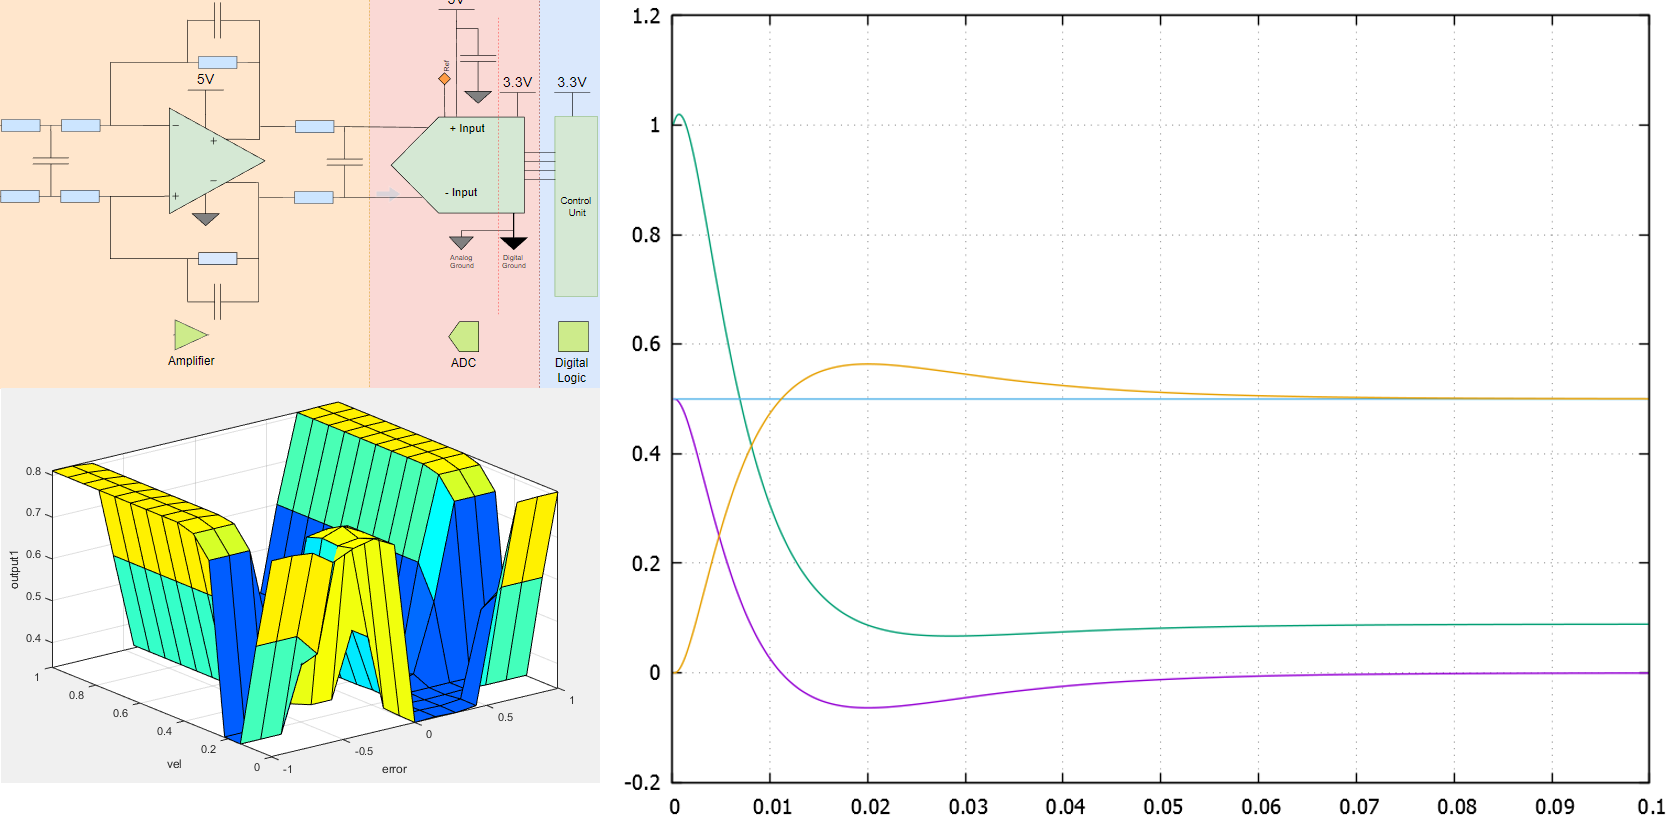 5V
Ref
5V
3.3V
3.3V
−
+
+ Input
−
+
- Input
Control
Unit
Analog
Ground
Digital
Ground
Amplifier
ADC
Digital
Logic
0.8
0.7
0.6
0.5
0.4
output1
1
0.8
0.6
0.4
0.2
0
vel
-1
-0.5
0
0.5
1
error
1.2
1
0.8
0.6
0.4
0.2
0
-0.2
0
0.01
0.02
0.03
0.04
0.05
0.06
0.07
0.08
0.09
0.1